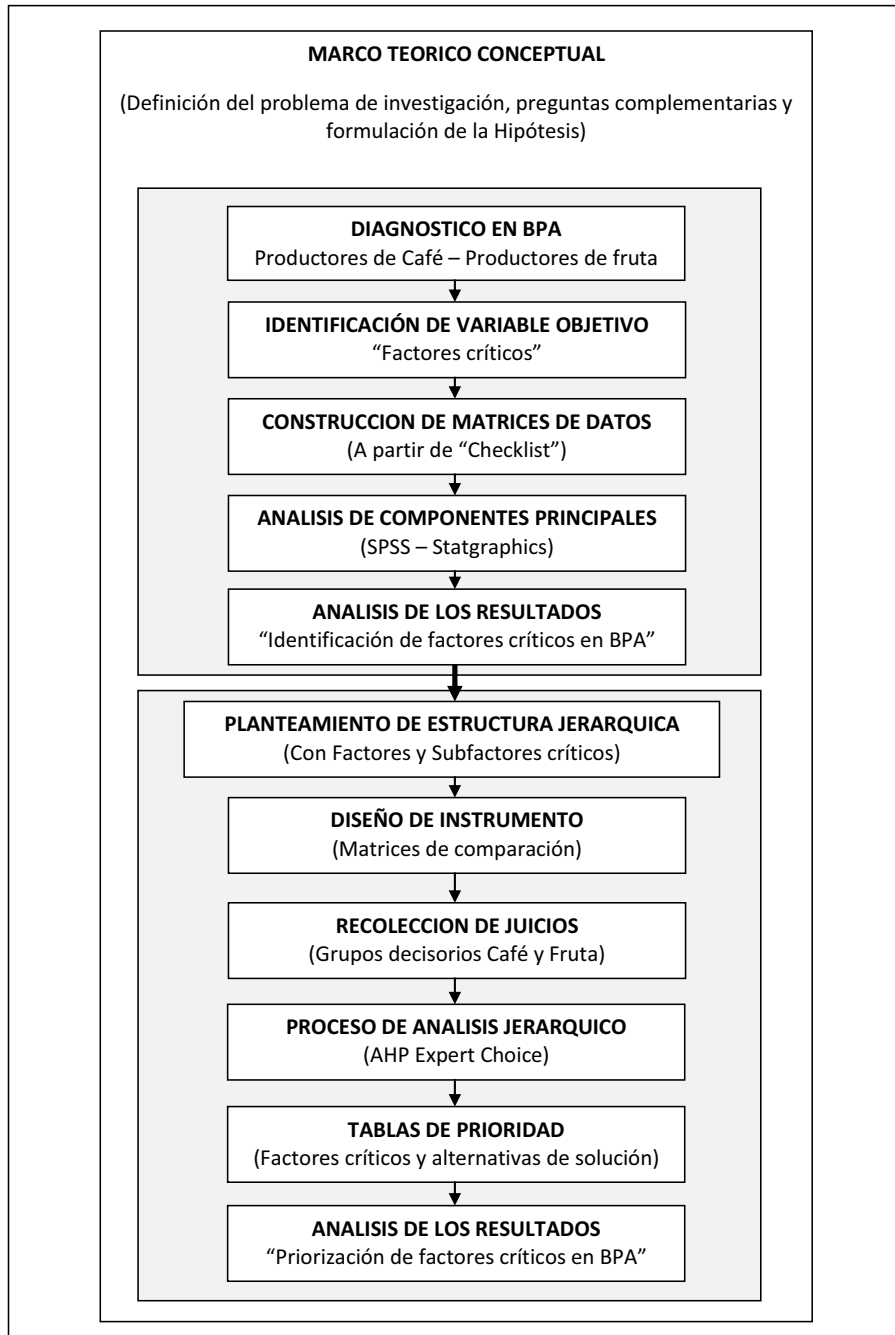 MARCO TEORICO CONCEPTUAL
(Definición del problema de investigación, preguntas complementarias y
formulación de la Hipótesis)
DIAGNOSTICO EN BPA
Productores de Café – Productores de fruta
IDENTIFICACIÓN DE VARIABLE OBJETIVO
“Factores críticos”
CONSTRUCCION DE MATRICES DE DATOS
(A partir de “Checklist”)
ANALISIS DE COMPONENTES PRINCIPALES
(SPSS – Statgraphics)
ANALISIS DE LOS RESULTADOS
“Identificación de factores críticos en BPA”
PLANTEAMIENTO DE ESTRUCTURA JERARQUICA
(Con Factores y Subfactores críticos)
DISEÑO DE INSTRUMENTO
(Matrices de comparación)
RECOLECCION DE JUICIOS
(Grupos decisorios Café y Fruta)
PROCESO DE ANALISIS JERARQUICO
(AHP Expert Choice)
TABLAS DE PRIORIDAD
(Factores críticos y alternativas de solución)
ANALISIS DE LOS RESULTADOS
“Priorización de factores críticos en BPA”